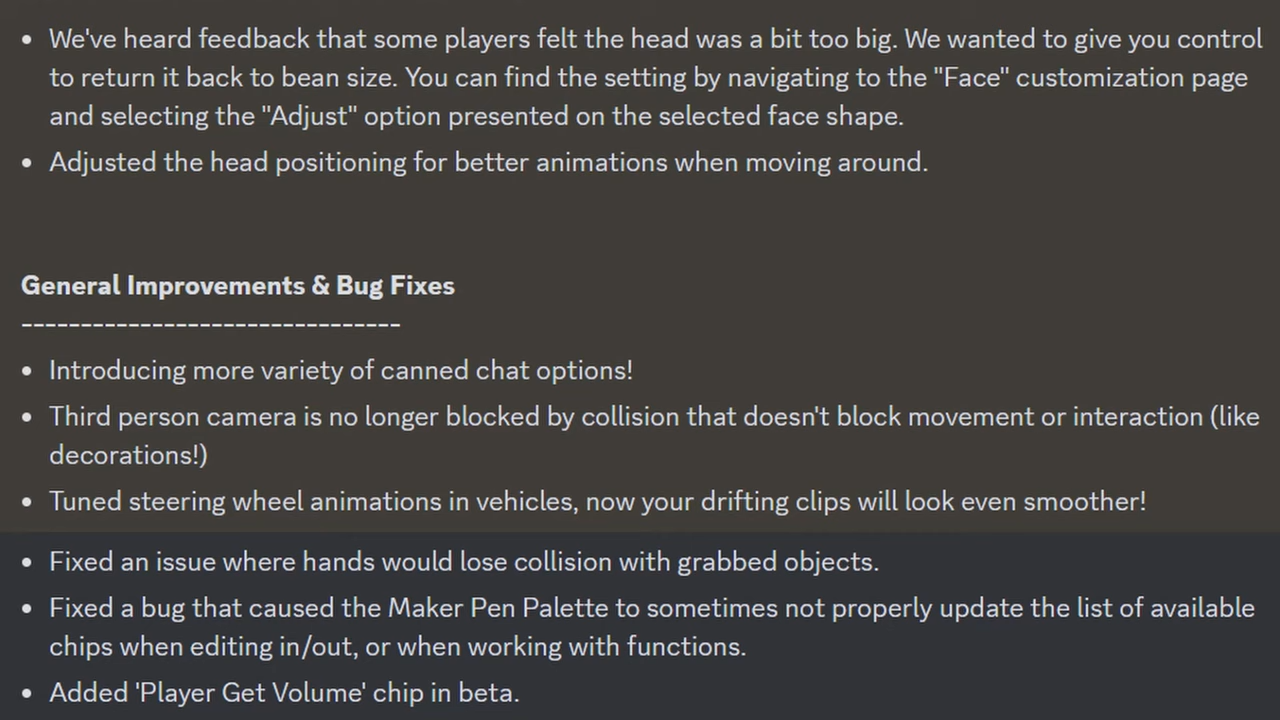 • We've heard feedback that some players felt the head was a bit too big. We wanted to give you control
to return it back to bean size. You can find the setting by navigating to the "Face" customization page
and selecting the "Adjust" option presented on the selected face shape.
• Adjusted the head positioning for better animations when moving around.
General Improvements & Bug Fixes
--------------------------------
• Introducing more variety of canned chat options!
• Third person camera is no longer blocked by collision that doesn't block movement or interaction (like
decorations!)
• Tuned steering wheel animations in vehicles, now your drifting clips will look even smoother!
• Fixed an issue where hands would lose collision with grabbed objects.
• Fixed a bug that caused the Maker Pen Palette to sometimes not properly update the list of available
chips when editing in/out, or when working with functions.
• Added 'Player Get Volume' chip in beta.